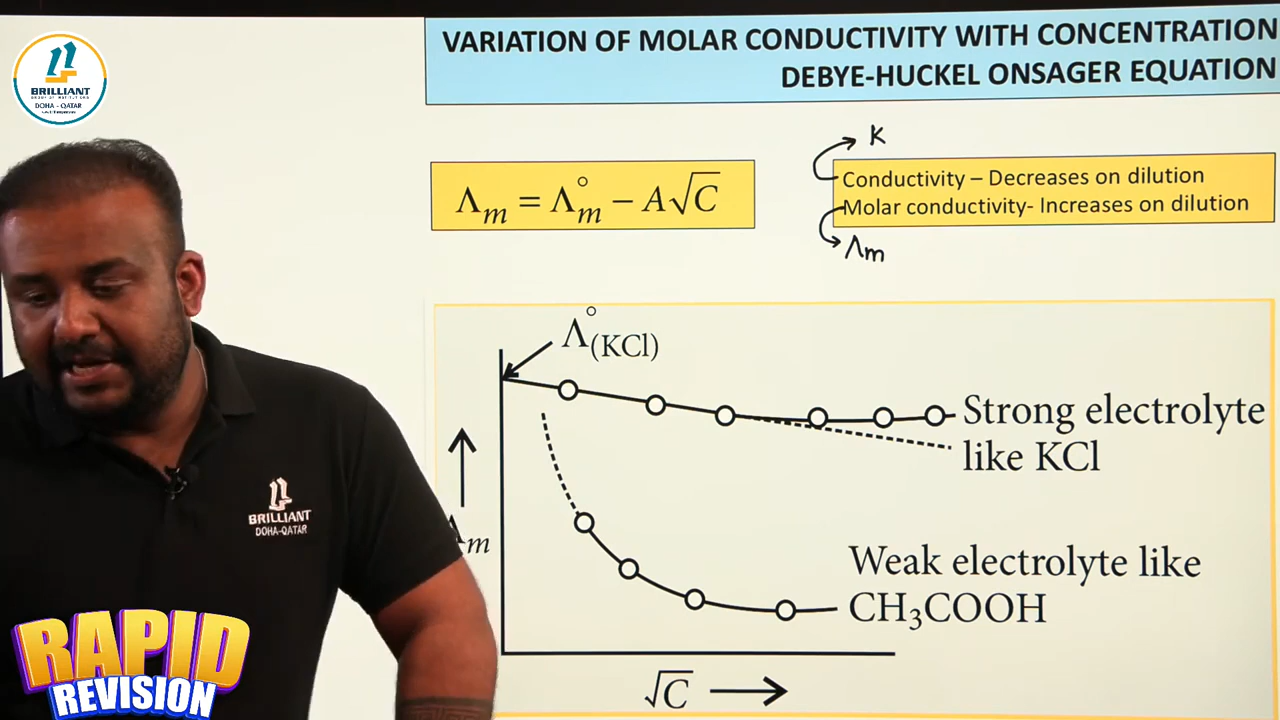 BRILLIANT
DOHA - QATAR
VARIATION OF MOLAR CONDUCTIVITY WITH CONCENTRATION
DEBYE-HUCKEL ONSAGER EQUATION
K
Λm = Λ°m − A√C
Conductivity – Decreases on dilution
Molar conductivity- Increases on dilution
Λm
Λ°(KCl)
Strong electrolyte
like KCl
Λm
Weak electrolyte like
CH₃COOH
√C
BRILLIANT
DOHA-QATAR
RAPID
REVISION